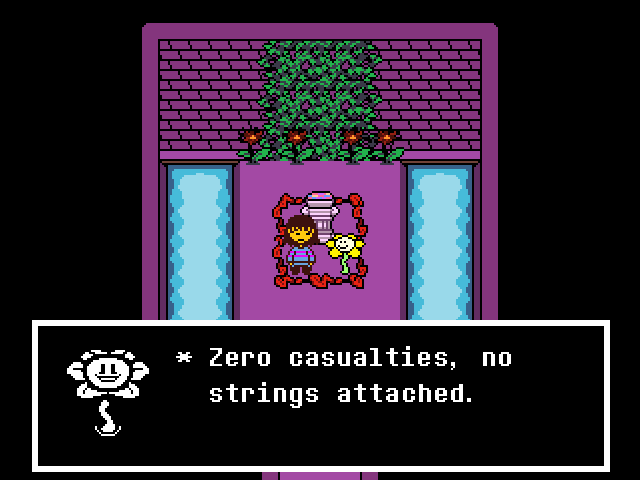 * Zero casualties, no
strings attached.